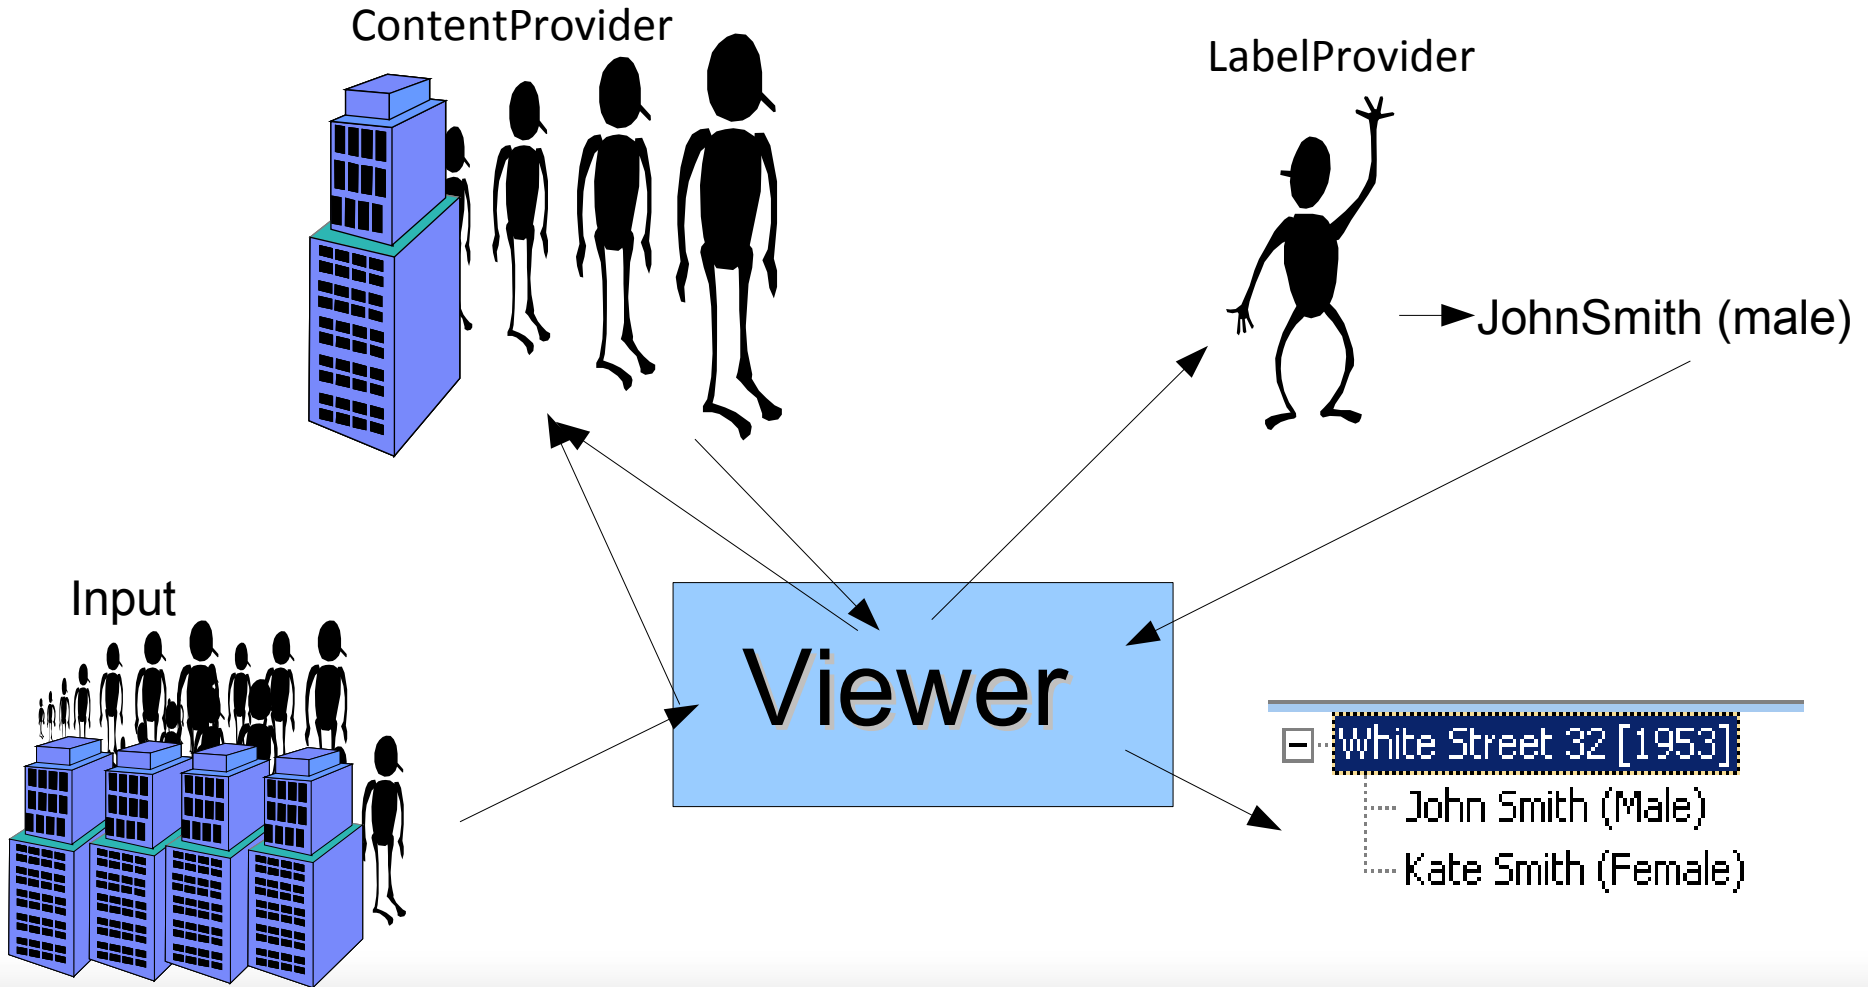 ContentProvider
LabelProvider
JohnSmith (male)
Input
Viewer
White Street 32 [1953]
John Smith (Male)
Kate Smith (Female)